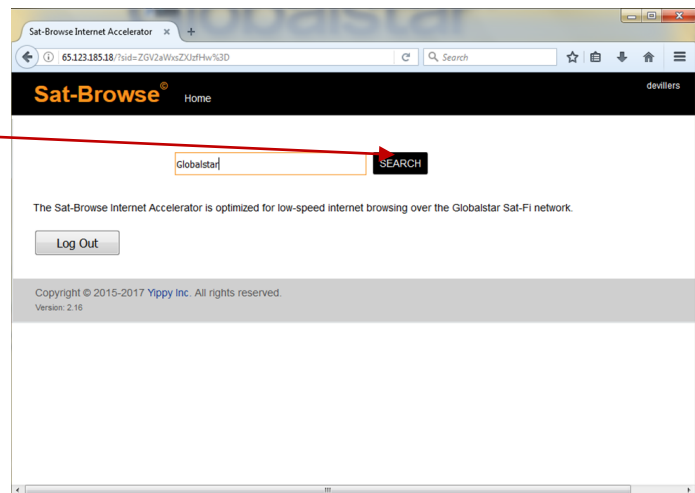 Globalstar
Sat-Browse Internet Accelerator
65.123.185.18/?sid=ZGV2aWxsZXJzfHw%3D
Search
Sat-Browse© Home
devillers
Globalstar
SEARCH
The Sat-Browse Internet Accelerator is optimized for low-speed internet browsing over the Globalstar Sat-Fi network.
Log Out
Copyright © 2015-2017 Yippy Inc. All rights reserved.
Version: 2.16